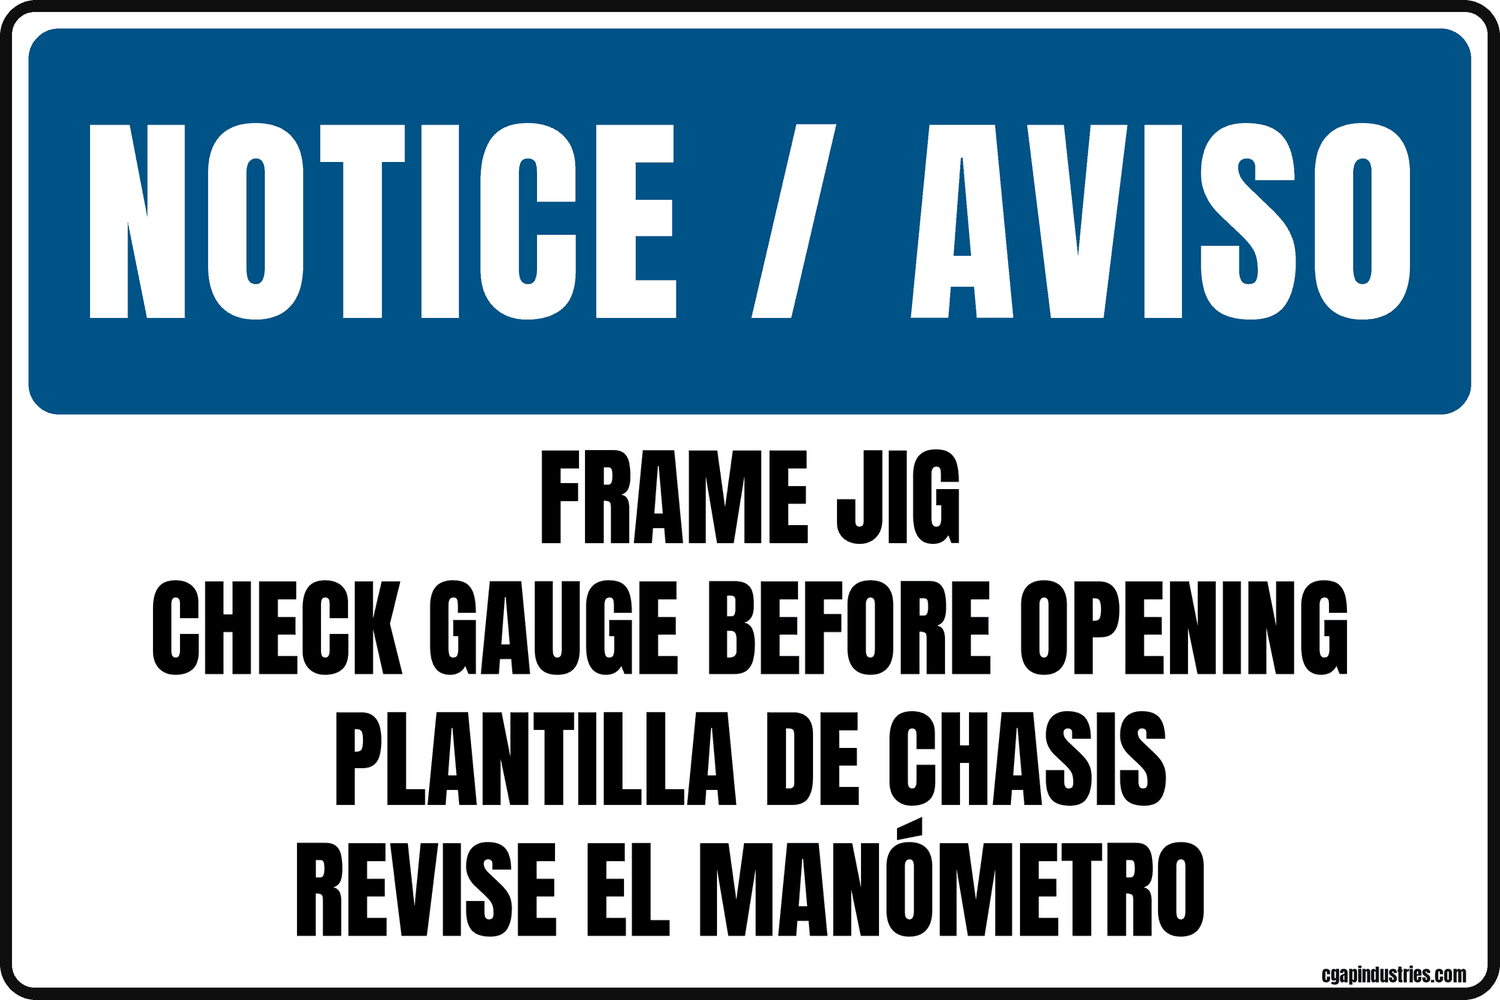 NOTICE / AVISO
FRAME JIG
CHECK GAUGE BEFORE OPENING
PLANTILLA DE CHASIS
REVISE EL MANÓMETRO
cgapindustries.com